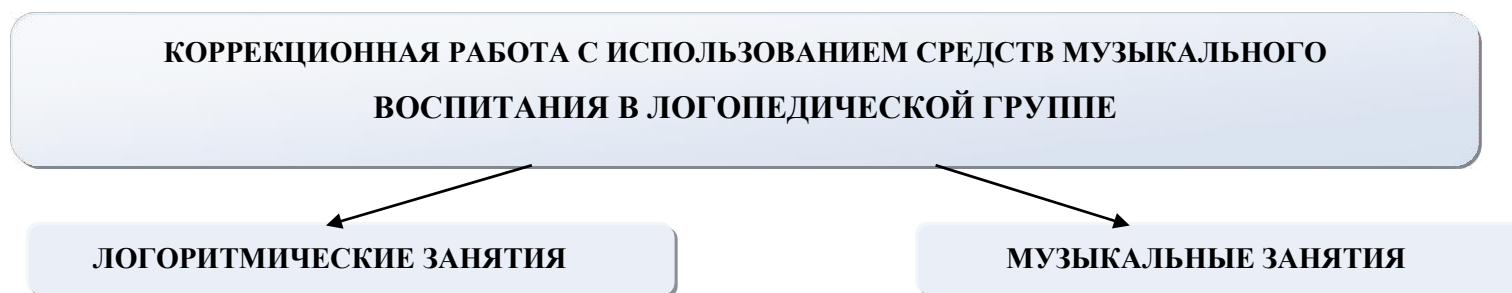 КОРРЕКЦИОННАЯ РАБОТА С ИСПОЛЬЗОВАНИЕМ СРЕДСТВ МУЗЫКАЛЬНОГО
ВОСПИТАНИЯ В ЛОГОПЕДИЧЕСКОЙ ГРУППЕ
ЛОГОРИТМИЧЕСКИЕ ЗАНЯТИЯ
МУЗЫКАЛЬНЫЕ ЗАНЯТИЯ